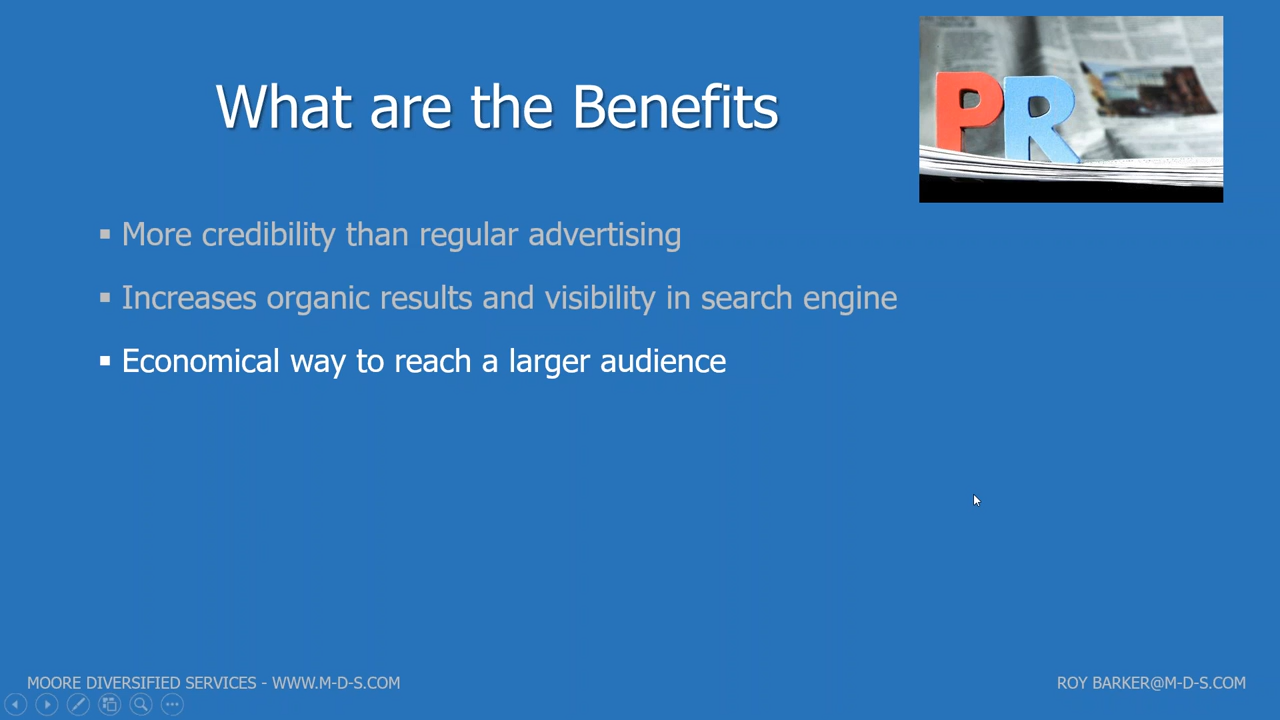 What are the Benefits
PR
▪ More credibility than regular advertising
▪ Increases organic results and visibility in search engine
▪ Economical way to reach a larger audience
MOORE DIVERSIFIED SERVICES - WWW.M-D-S.COM
ROY BARKER@M-D-S.COM